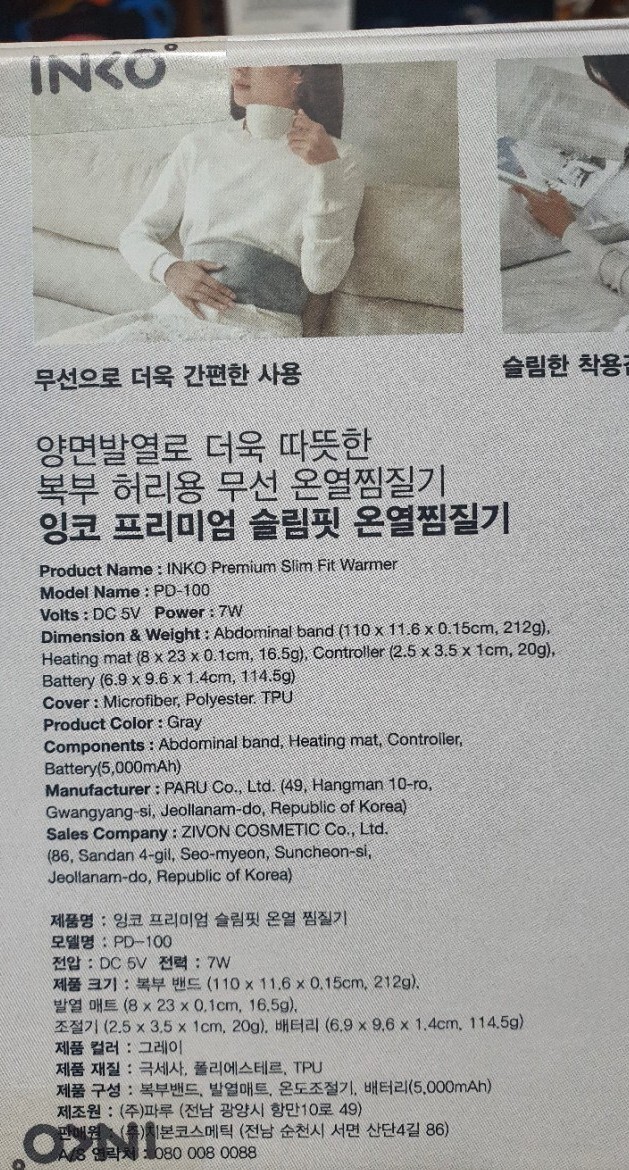 INKO
무선으로 더욱 간편한 사용
슬림한 착용
양면발열로 더욱 따뜻한
복부 허리용 무선 온열찜질기
잉코 프리미엄 슬림핏 온열찜질기
Product Name : INKO Premium Slim Fit Warmer
Model Name : PD-100
Volts : DC 5V Power : 7W
Dimension & Weight : Abdominal band (110 x 11.6 x 0.15cm, 212g),
Heating mat (8 x 23 x 0.1cm, 16.5g), Controller (2.5 x 3.5 x 1cm, 20g),
Battery (6.9 x 9.6 x 1.4cm, 114.5g)
Cover : Microfiber, Polyester. TPU
Product Color : Gray
Components : Abdominal band, Heating mat, Controller,
Battery(5,000mAh)
Manufacturer : PARU Co., Ltd. (49, Hangman 10-ro,
Gwangyang-si, Jeollanam-do, Republic of Korea)
Sales Company : ZIVON COSMETIC Co., Ltd.
(86, Sandan 4-gil, Seo-myeon, Suncheon-si,
Jeollanam-do, Republic of Korea)
제품명 : 잉코 프리미엄 슬림핏 온열 찜질기
모델명 : PD-100
전압 : DC 5V 전력 : 7W
제품 크기 : 복부 밴드 (110 x 11.6 x 0.15cm, 212g),
발열 매트 (8 x 23 x 0.1cm, 16.5g),
조절기 (2.5 x 3.5 x 1cm, 20g), 배터리 (6.9 x 9.6 x 1.4cm, 114.5g)
제품 컬러 : 그레이
제품 재질 : 극세사, 폴리에스테르, TPU
제품 구성 : 복부밴드, 발열매트, 온도조절기, 배터리(5,000mAh)
제조원 : (주)파루 (전남 광양시 항만10로 49)
판매원 : (주)지본코스메틱 (전남 순천시 서면 산단4길 86)
A/S 연락처 : 080 008 0088
INKO